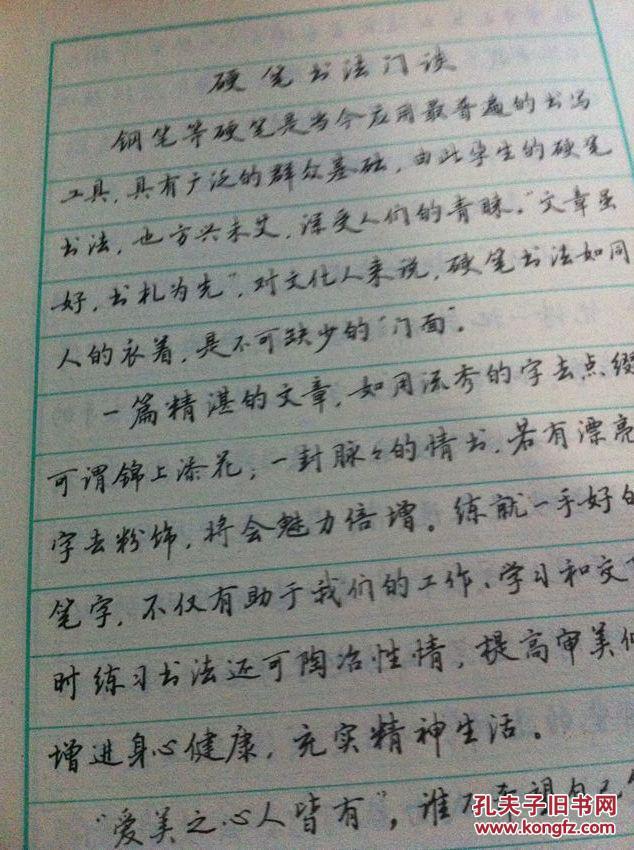 硬笔书法门谈
钢笔等硬笔是当今应用最普遍的书写
工具,具有广泛的群众基础,由此孪生的硬笔
书法,也方兴未艾,深受人们的青睐。"文章虽
好,书札为先",对文化人来说,硬笔书法如同
人的衣着,是不可缺少的"门面"。
一篇精湛的文章,如用流秀的字去点缀
可谓锦上添花;一封脉々的情书,若有漂亮
字去粉饰,将会魅力倍增。练就一手好的
笔字,不仅有助于我们的工作、学习和交
时练习书法还可陶冶性情,提高审美
增进身心健康,充实精神生活。
"爱美之心人皆有",谁不希望自己
孔夫子旧书网
www.kongfz.com